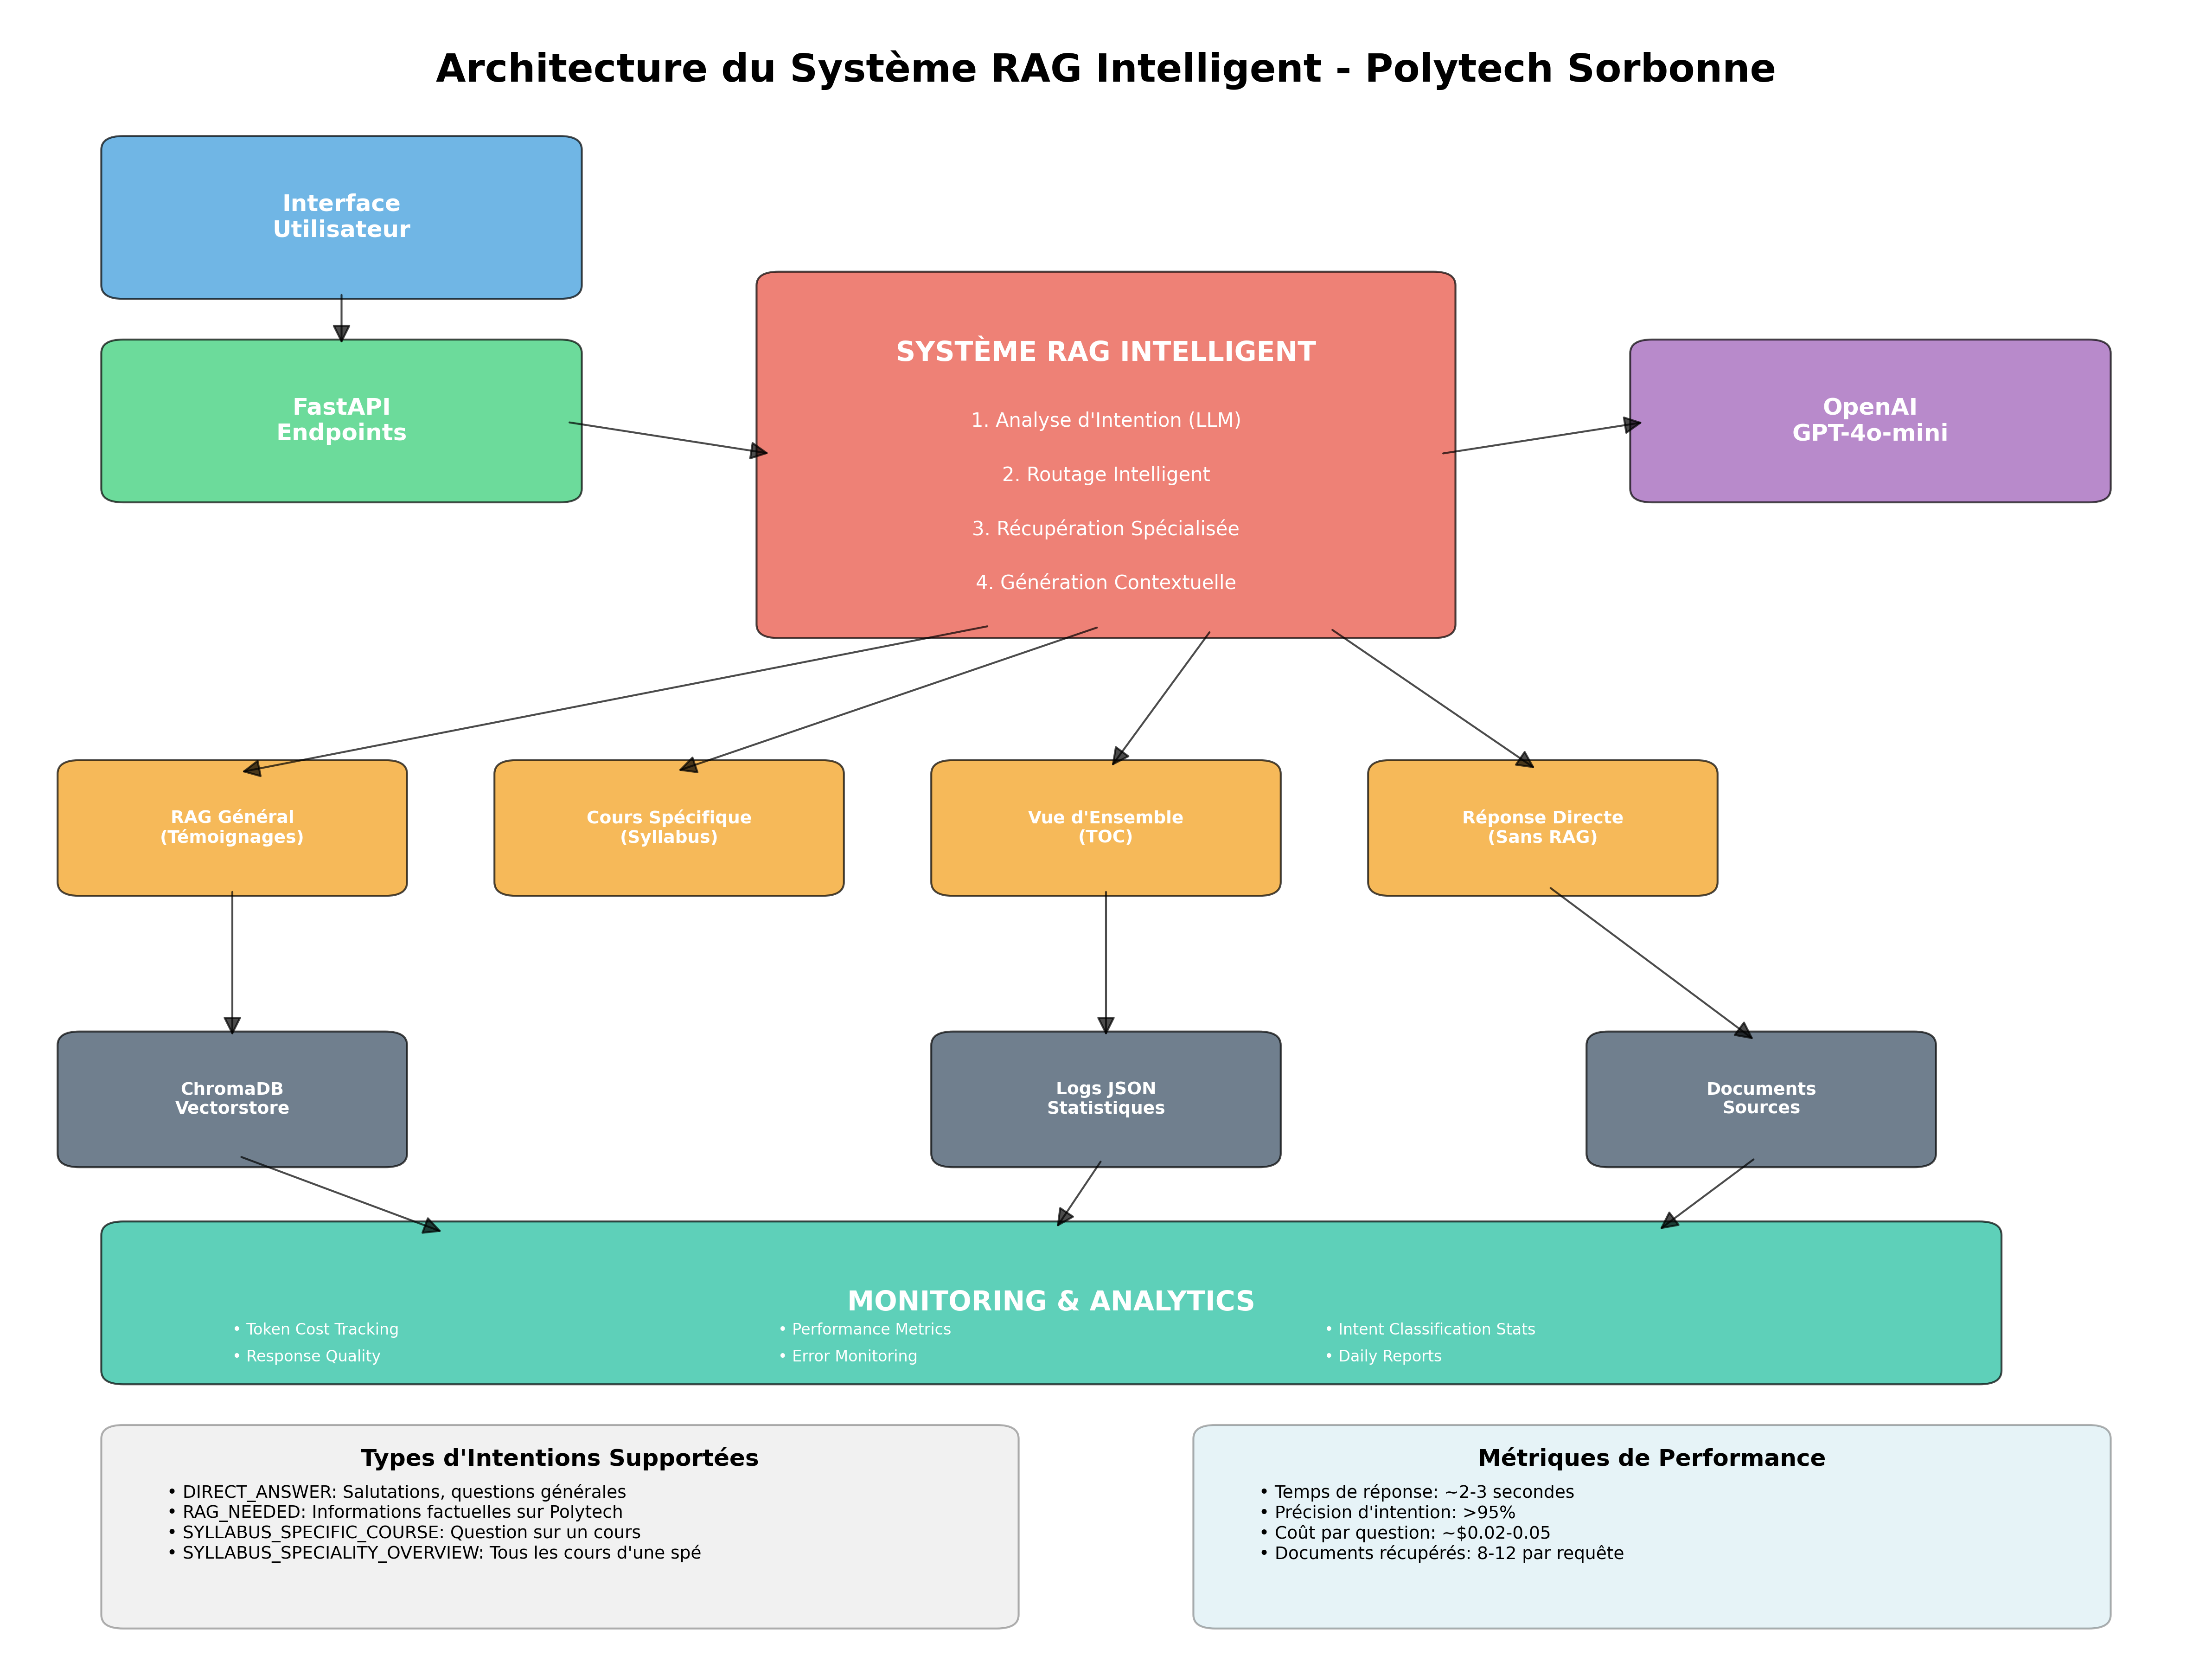 Architecture du Système RAG Intelligent - Polytech Sorbonne
Interface
Utilisateur
FastAPI
Endpoints
SYSTÈME RAG INTELLIGENT
1. Analyse d'Intention (LLM)
2. Routage Intelligent
3. Récupération Spécialisée
4. Génération Contextuelle
OpenAI
GPT-4o-mini
RAG Général
(Témoignages)
Cours Spécifique
(Syllabus)
Vue d'Ensemble
(TOC)
Réponse Directe
(Sans RAG)
ChromaDB
Vectorstore
Logs JSON
Statistiques
Documents
Sources
MONITORING & ANALYTICS
• Token Cost Tracking
• Response Quality
• Performance Metrics
• Error Monitoring
• Intent Classification Stats
• Daily Reports
Types d'Intentions Supportées
• DIRECT_ANSWER: Salutations, questions générales
• RAG_NEEDED: Informations factuelles sur Polytech
• SYLLABUS_SPECIFIC_COURSE: Question sur un cours
• SYLLABUS_SPECIALITY_OVERVIEW: Tous les cours d'une spé
Métriques de Performance
• Temps de réponse: ~2-3 secondes
• Précision d'intention: >95%
• Coût par question: ~$0.02-0.05
• Documents récupérés: 8-12 par requête